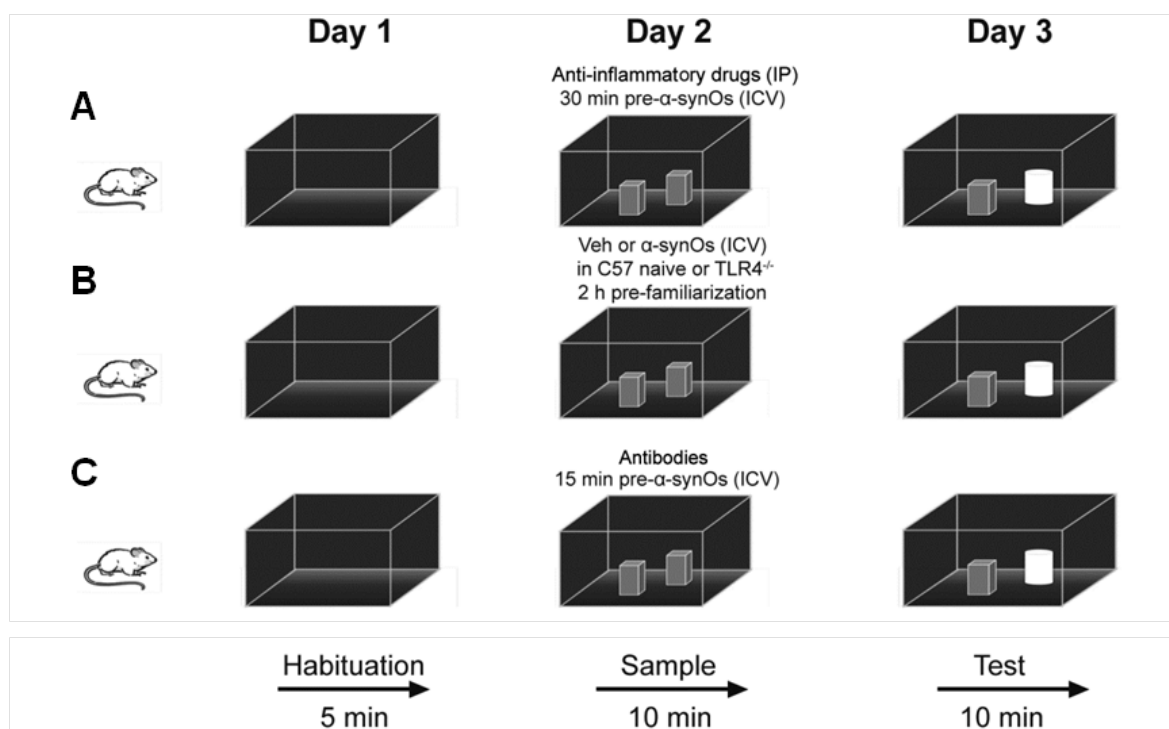 Day 1 Day 2 Day 3
Anti-inflammatory drugs (IP)
30 min pre-α-synOs (ICV)
A
Veh or α-synOs (ICV)
in C57 naive or TLR4-/-
2 h pre-familiarization
B
Antibodies
15 min pre-α-synOs (ICV)
C
Habituation Sample Test
5 min 10 min 10 min